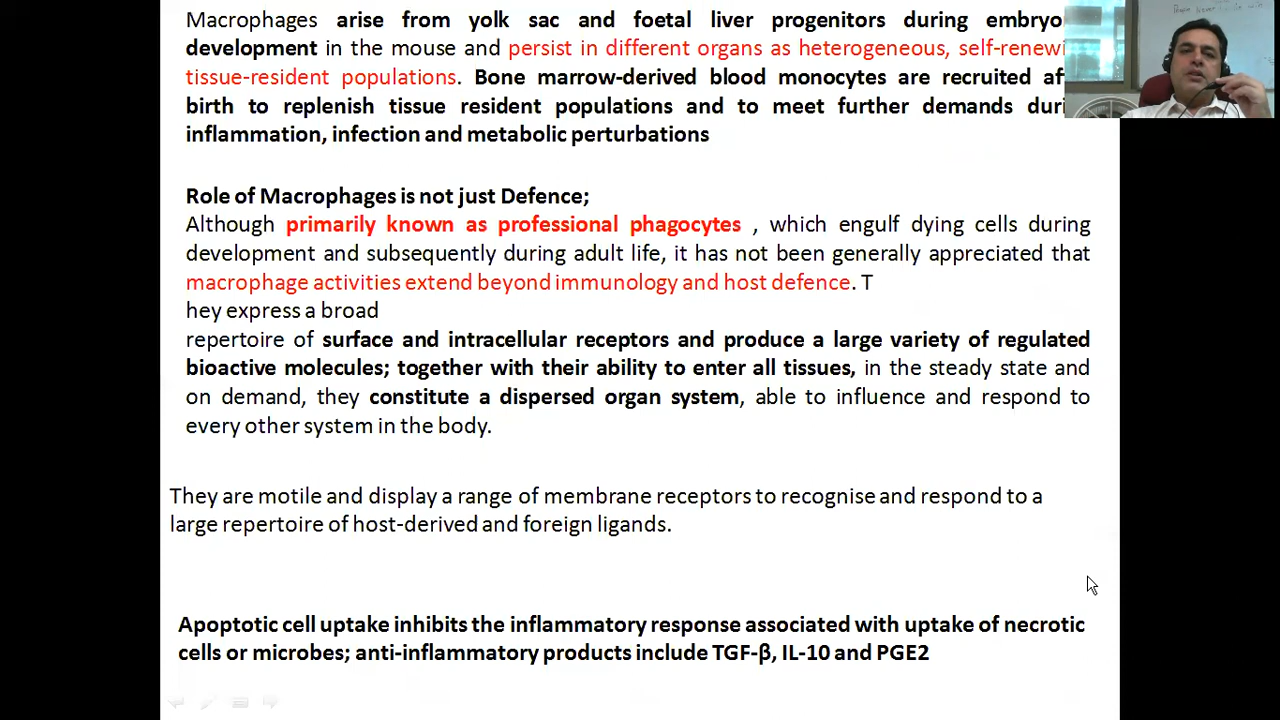 Macrophages arise from yolk sac and foetal liver progenitors during embryo
development in the mouse and persist in different organs as heterogeneous, self-renewi
tissue-resident populations. Bone marrow-derived blood monocytes are recruited af
birth to replenish tissue resident populations and to meet further demands duri
inflammation, infection and metabolic perturbations
Role of Macrophages is not just Defence;
Although primarily known as professional phagocytes , which engulf dying cells during
development and subsequently during adult life, it has not been generally appreciated that
macrophage activities extend beyond immunology and host defence. T
hey express a broad
repertoire of surface and intracellular receptors and produce a large variety of regulated
bioactive molecules; together with their ability to enter all tissues, in the steady state and
on demand, they constitute a dispersed organ system, able to influence and respond to
every other system in the body.
They are motile and display a range of membrane receptors to recognise and respond to a
large repertoire of host-derived and foreign ligands.
Apoptotic cell uptake inhibits the inflammatory response associated with uptake of necrotic
cells or microbes; anti-inflammatory products include TGF-β, IL-10 and PGE2